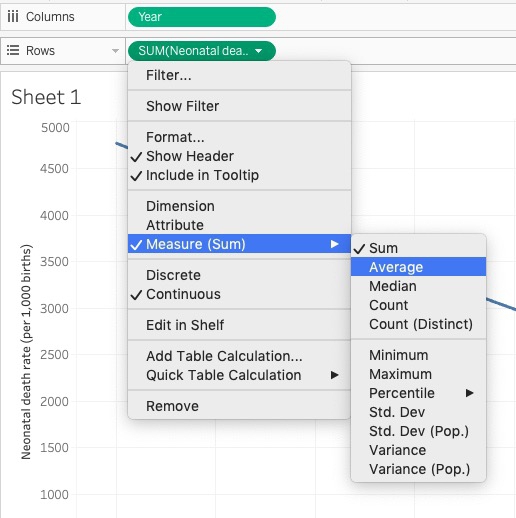 Columns
Year
Rows
SUM(Neonatal dea..
Sheet 1
Filter...
Show Filter
Format...
Show Header
Include in Tooltip
Dimension
Attribute
Measure (Sum)
Discrete
Continuous
Edit in Shelf
Add Table Calculation...
Quick Table Calculation
Remove
Sum
Average
Median
Count
Count (Distinct)
Minimum
Maximum
Percentile
Std. Dev
Std. Dev (Pop.)
Variance
Variance (Pop.)
Neonatal death rate (per 1,000 births)
5000
4500
4000
3500
3000
2500
2000
1500
1000